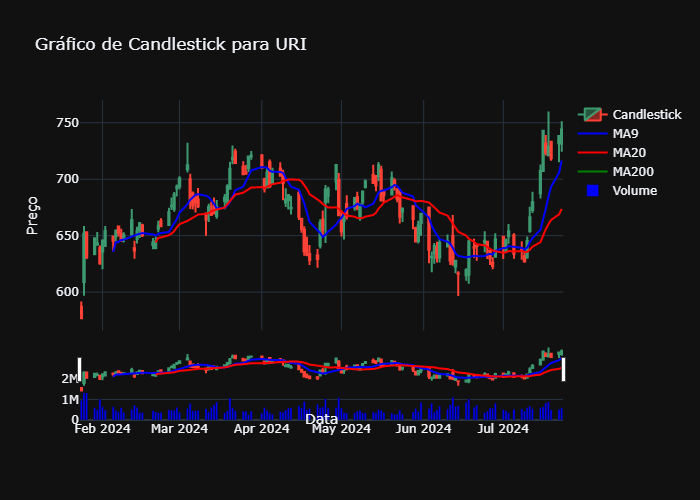 Gráfico de Candlestick para URI
Candlestick
MA9
MA20
MA200
Volume
Preço
750
700
650
600
2M
1M
0
Data
Feb 2024
Mar 2024
Apr 2024
May 2024
Jun 2024
Jul 2024